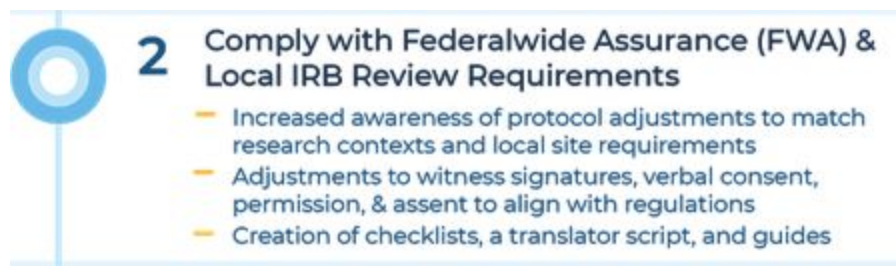 2 Comply with Federalwide Assurance (FWA) &
Local IRB Review Requirements
– Increased awareness of protocol adjustments to match
research contexts and local site requirements
– Adjustments to witness signatures, verbal consent,
permission, & assent to align with regulations
– Creation of checklists, a translator script, and guides